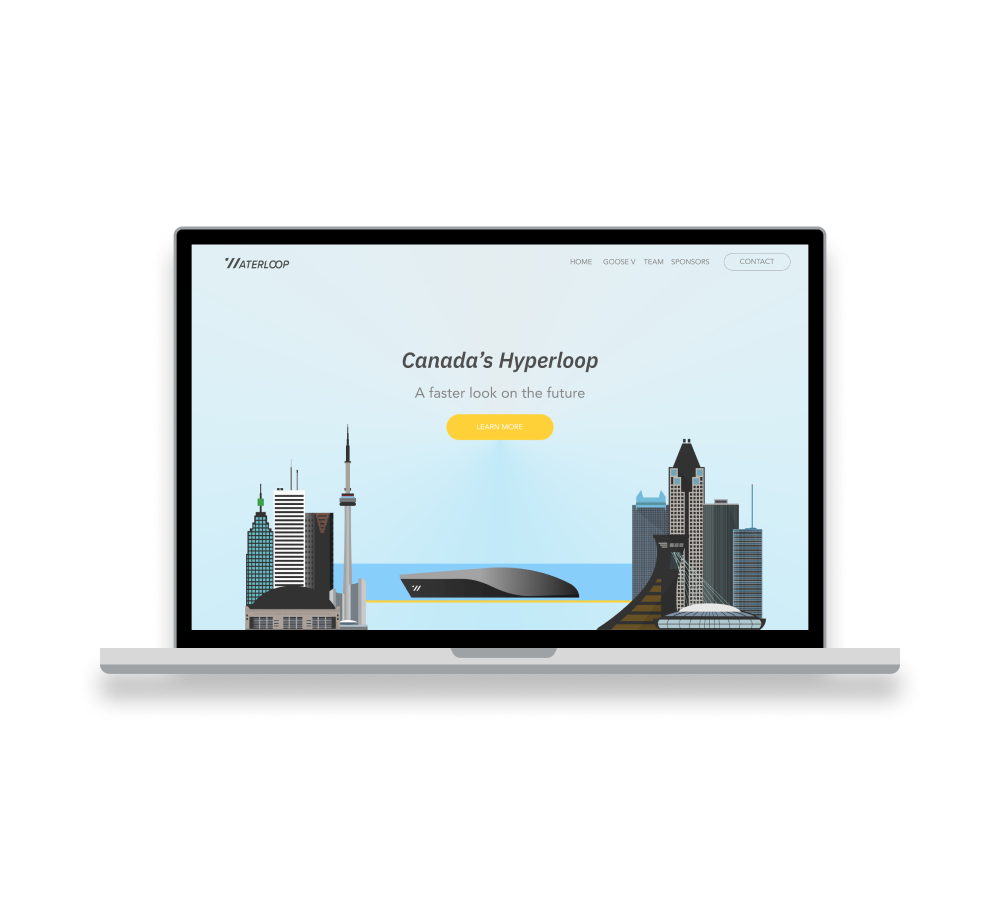 WATERLOOP
HOME GOOSE V TEAM SPONSORS CONTACT
Canada’s Hyperloop
A faster look on the future
LEARN MORE